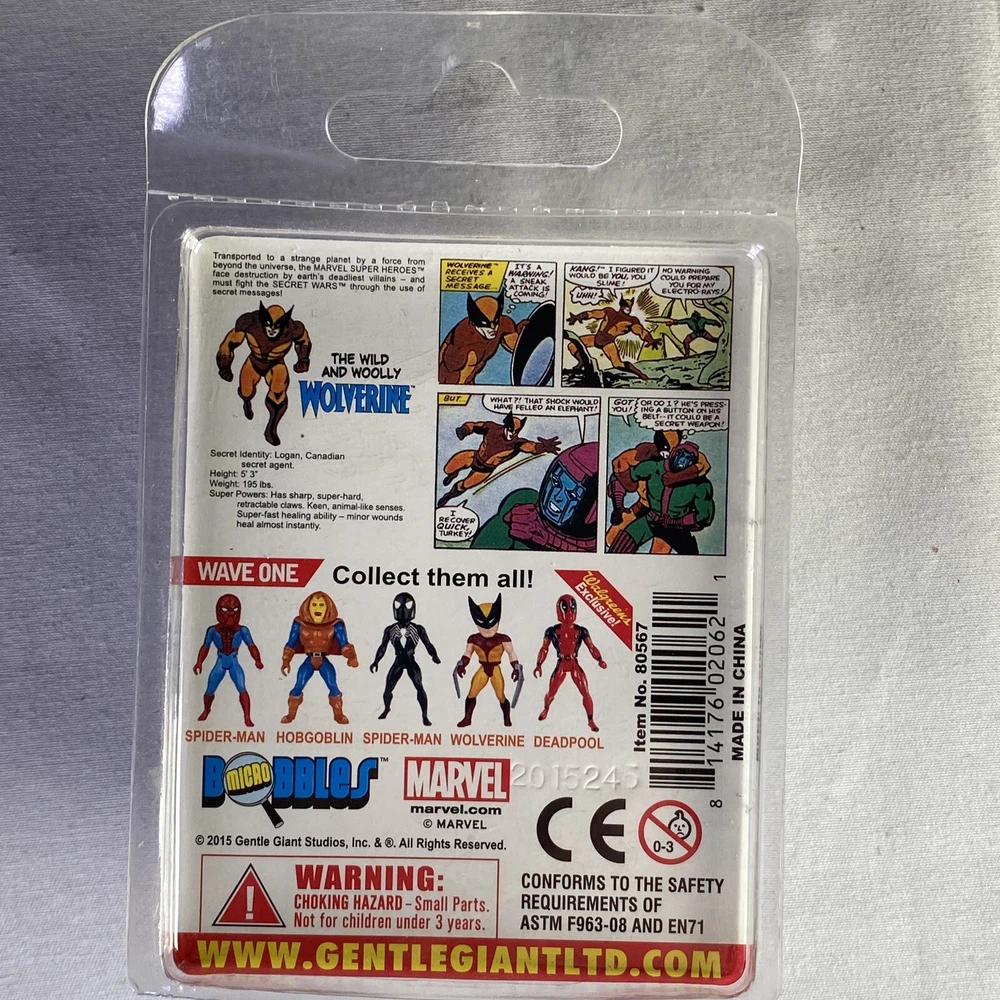 Transported to a strange planet by a force from
beyond the universe, the MARVEL SUPER HEROES™
face destruction by earth's deadliest villains – and
must fight the SECRET WARS™ through the use of
secret messages!
THE WILD
AND WOOLLY
WOLVERINE™
Secret Identity: Logan, Canadian
secret agent.
Height: 5' 3"
Weight: 195 lbs.
Super Powers: Has sharp, super-hard,
retractable claws. Keen, animal-like senses.
Super-fast healing ability – minor wounds
heal almost instantly.
WOLVERINE™
RECEIVES A
SECRET
MESSAGE...
IT'S A
WARNING!
A SNEAK
ATTACK IS
COMING!
KANG!™ I FIGURED IT
WOULD BE YOU, YOU
SLIME!
UHH!
NO WARNING
COULD PREPARE
YOU FOR MY
ELECTRO-RAYS!
BUT...
WHAT?! THAT SHOCK WOULD
HAVE FELLED AN ELEPHANT!
I
RECOVER
QUICK,
TURKEY!
GOT
YOU!
OR DO I? HE'S PRESS-
ING A BUTTON ON HIS
BELT--IT COULD BE A
SECRET WEAPON!
WAVE ONE
Collect them all!
Walgreens
Exclusive!
SPIDER-MAN HOBGOBLIN SPIDER-MAN WOLVERINE DEADPOOL
Item No. 80567
8 14176 02062 1
MADE IN CHINA
MICRO BOBBLES™
MARVEL
marvel.com
© MARVEL
2015245
CE
0-3
© 2015 Gentle Giant Studios, Inc. & ®. All Rights Reserved.
WARNING:
CHOKING HAZARD – Small Parts.
Not for children under 3 years.
CONFORMS TO THE SAFETY
REQUIREMENTS OF
ASTM F963-08 AND EN71
WWW.GENTLEGIANTLTD.COM